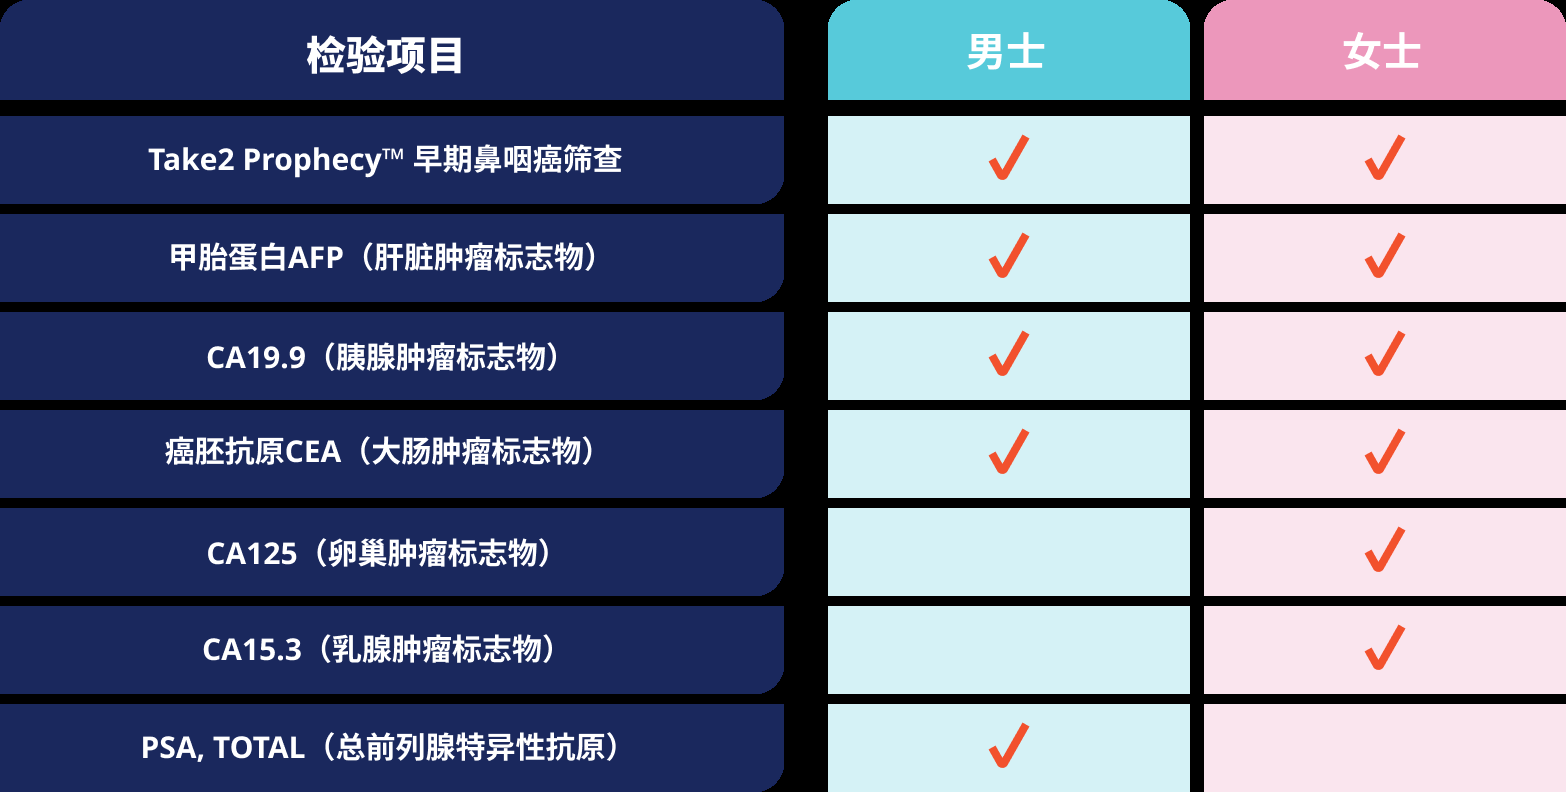 检验项目 男士 女士
Take2 Prophecy™ 早期鼻咽癌筛查
甲胎蛋白AFP（肝脏肿瘤标志物）
CA19.9（胰腺肿瘤标志物）
癌胚抗原CEA（大肠肿瘤标志物）
CA125（卵巢肿瘤标志物）
CA15.3（乳腺肿瘤标志物）
PSA, TOTAL（总前列腺特异性抗原）